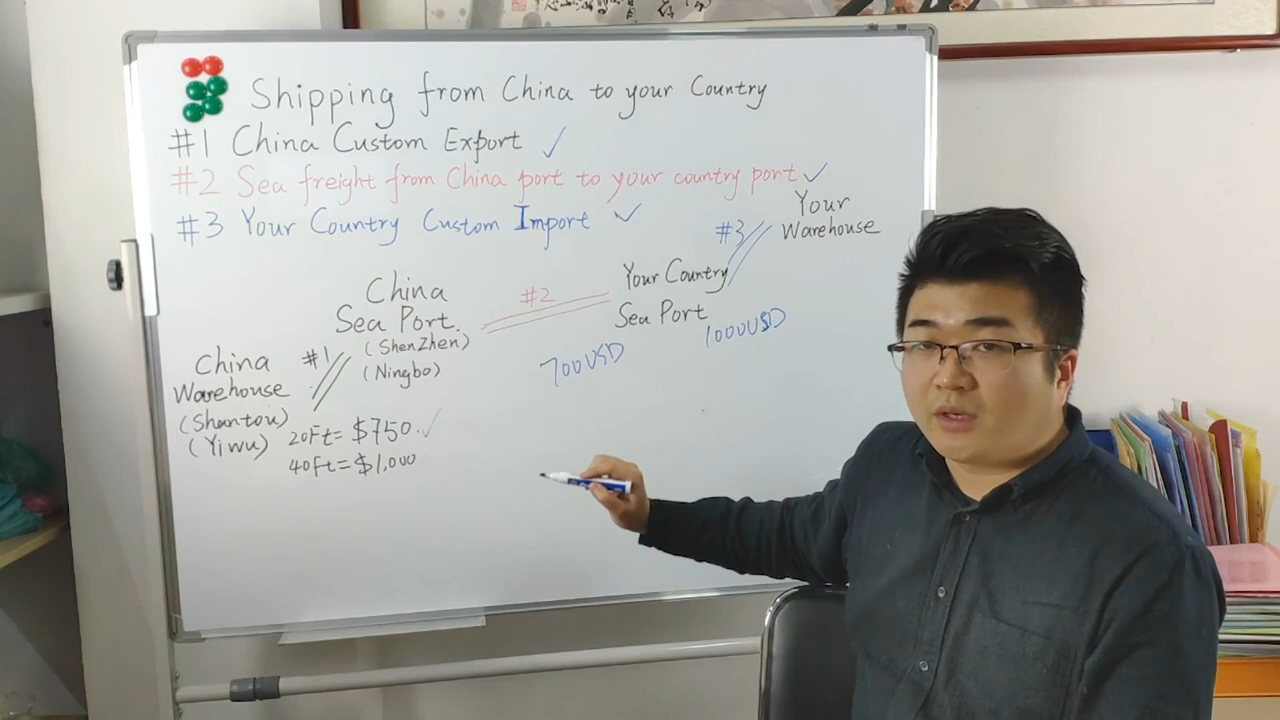 Shipping from China to your Country
#1 China Custom Export ✓
#2 Sea freight from China port to your country port ✓
#3 Your Country Custom Import ✓
Your
Warehouse
#3
Your Country
Sea Port
1000USD
#2
700USD
China
Sea Port.
(ShenZhen)
(Ningbo)
#1
China
Warehouse
(Shantou)
(Yiwu)
20Ft=$750. ✓
40Ft=$1,000